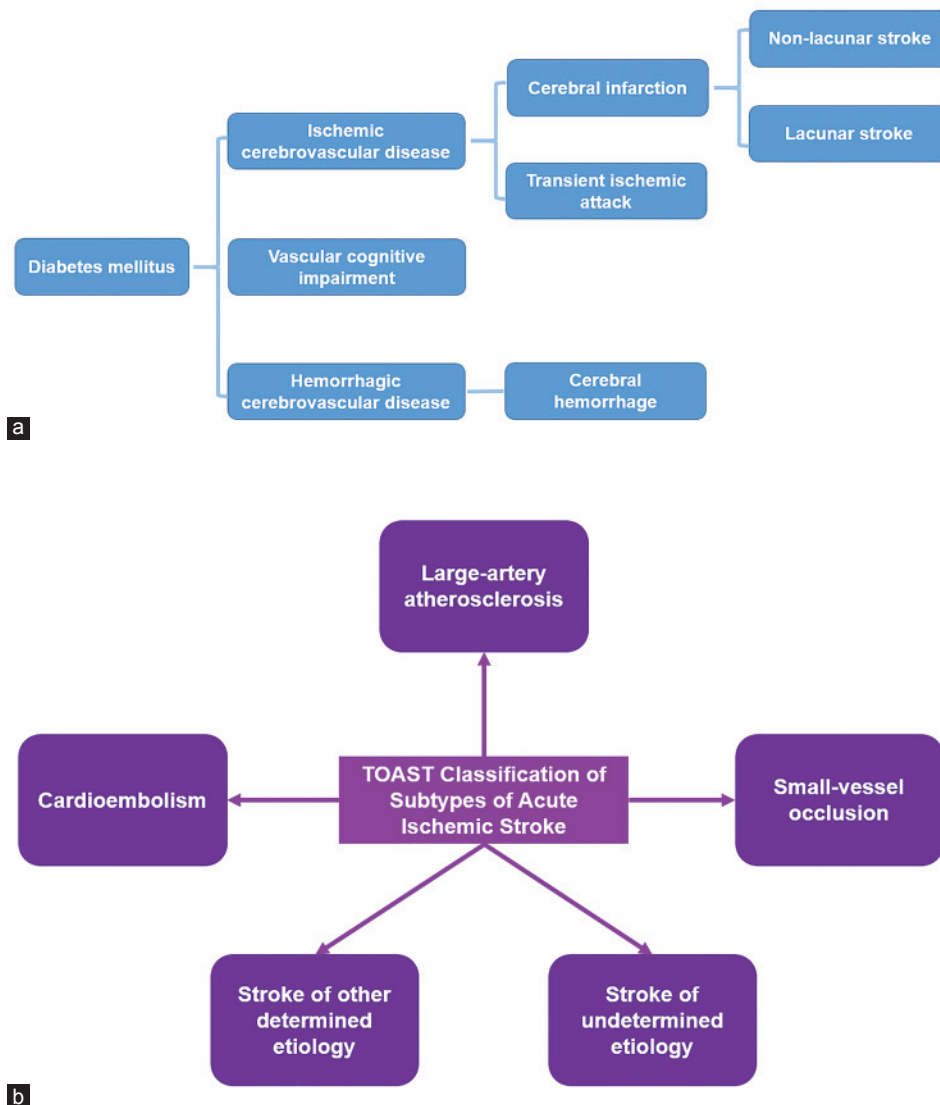 Non-lacunar stroke
Cerebral infarction
Lacunar stroke
Ischemic
cerebrovascular disease
Transient ischemic
attack
Diabetes mellitus
Vascular cognitive
impairment
Hemorrhagic
cerebrovascular disease
Cerebral
hemorrhage
a
Large-artery
atherosclerosis
Cardioembolism
TOAST Classification of
Subtypes of Acute
Ischemic Stroke
Small-vessel
occlusion
Stroke of other
determined
etiology
Stroke of
undetermined
etiology
b